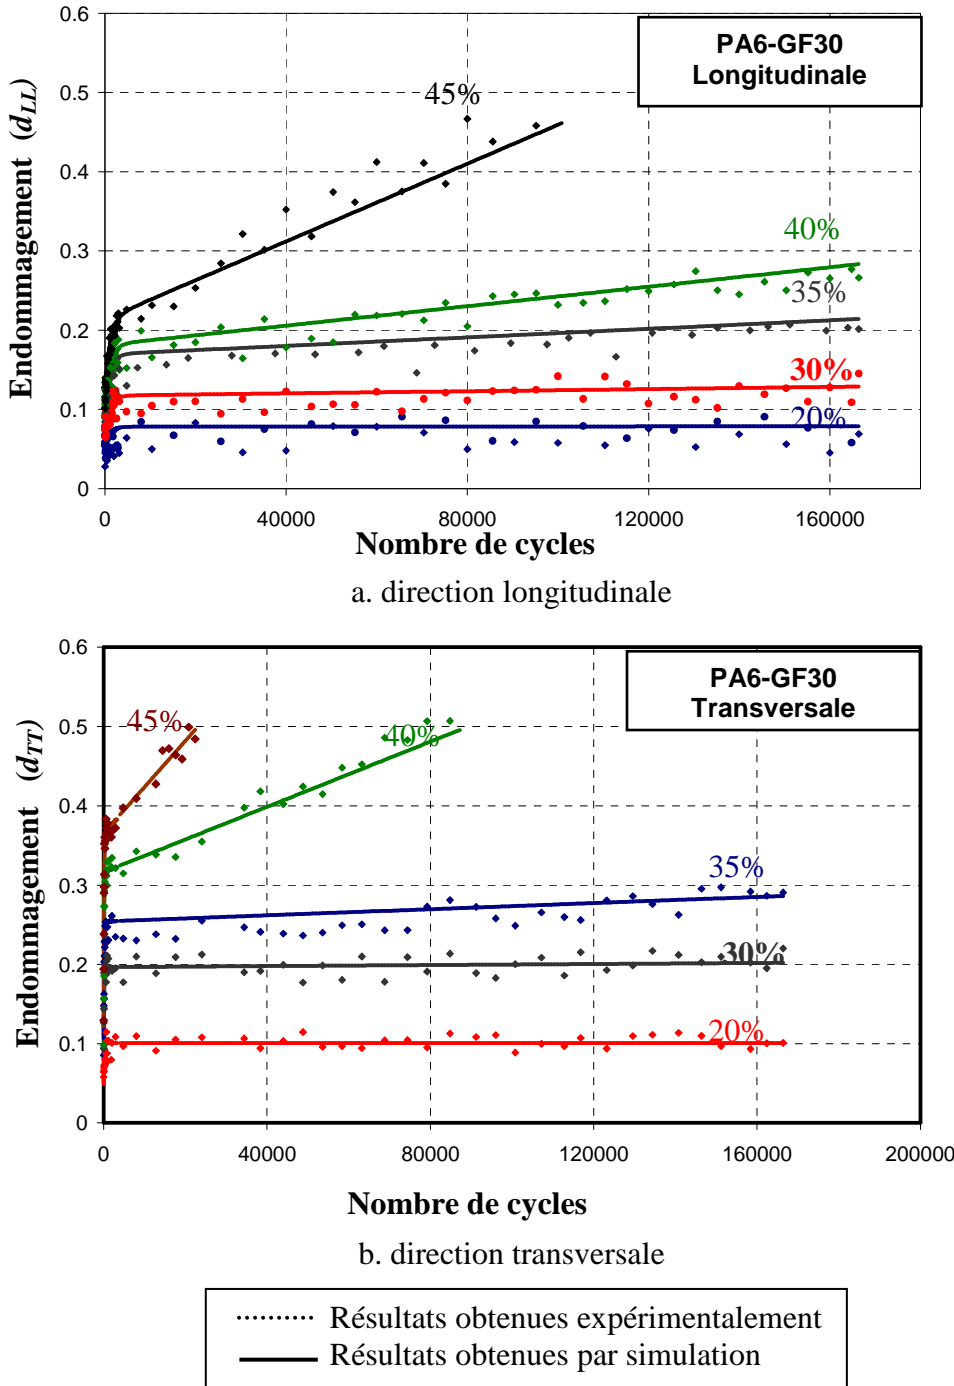 PA6-GF30
Longitudinale
0.6
0.5
0.4
0.3
0.2
0.1
0
Endommagement (d_LL)
45%
40%
35%
30%
20%
0 40000 80000 120000 160000
Nombre de cycles
a. direction longitudinale
PA6-GF30
Transversale
0.6
0.5
0.4
0.3
0.2
0.1
0
Endommagement (d_TT)
45%
40%
35%
30%
20%
0 40000 80000 120000 160000 200000
Nombre de cycles
b. direction transversale
Résultats obtenues expérimentalement
Résultats obtenues par simulation